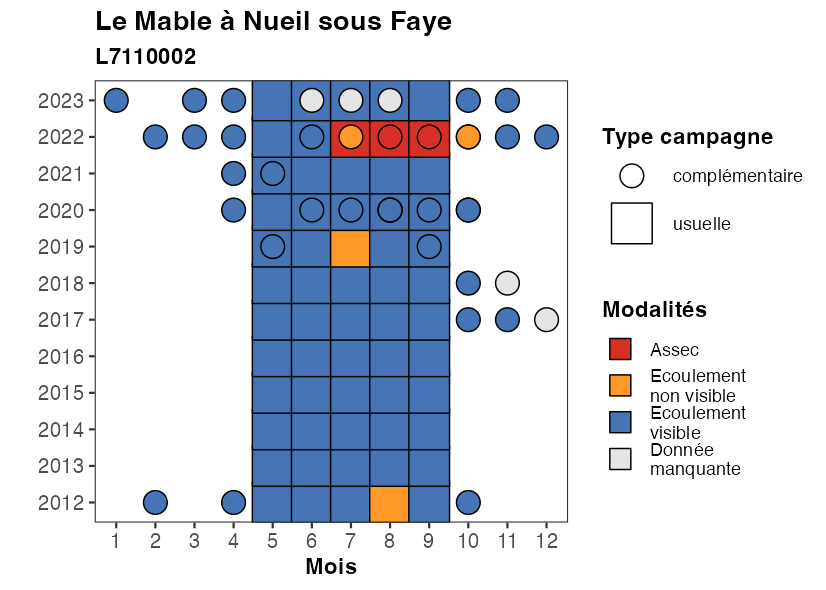 Le Mable à Nueil sous Faye
L7110002
2023
2022
2021
2020
2019
2018
2017
2016
2015
2014
2013
2012
1 2 3 4 5 6 7 8 9 10 11 12
Mois
Type campagne
complémentaire
usuelle
Modalités
Assec
Ecoulement
non visible
Ecoulement
visible
Donnée
manquante